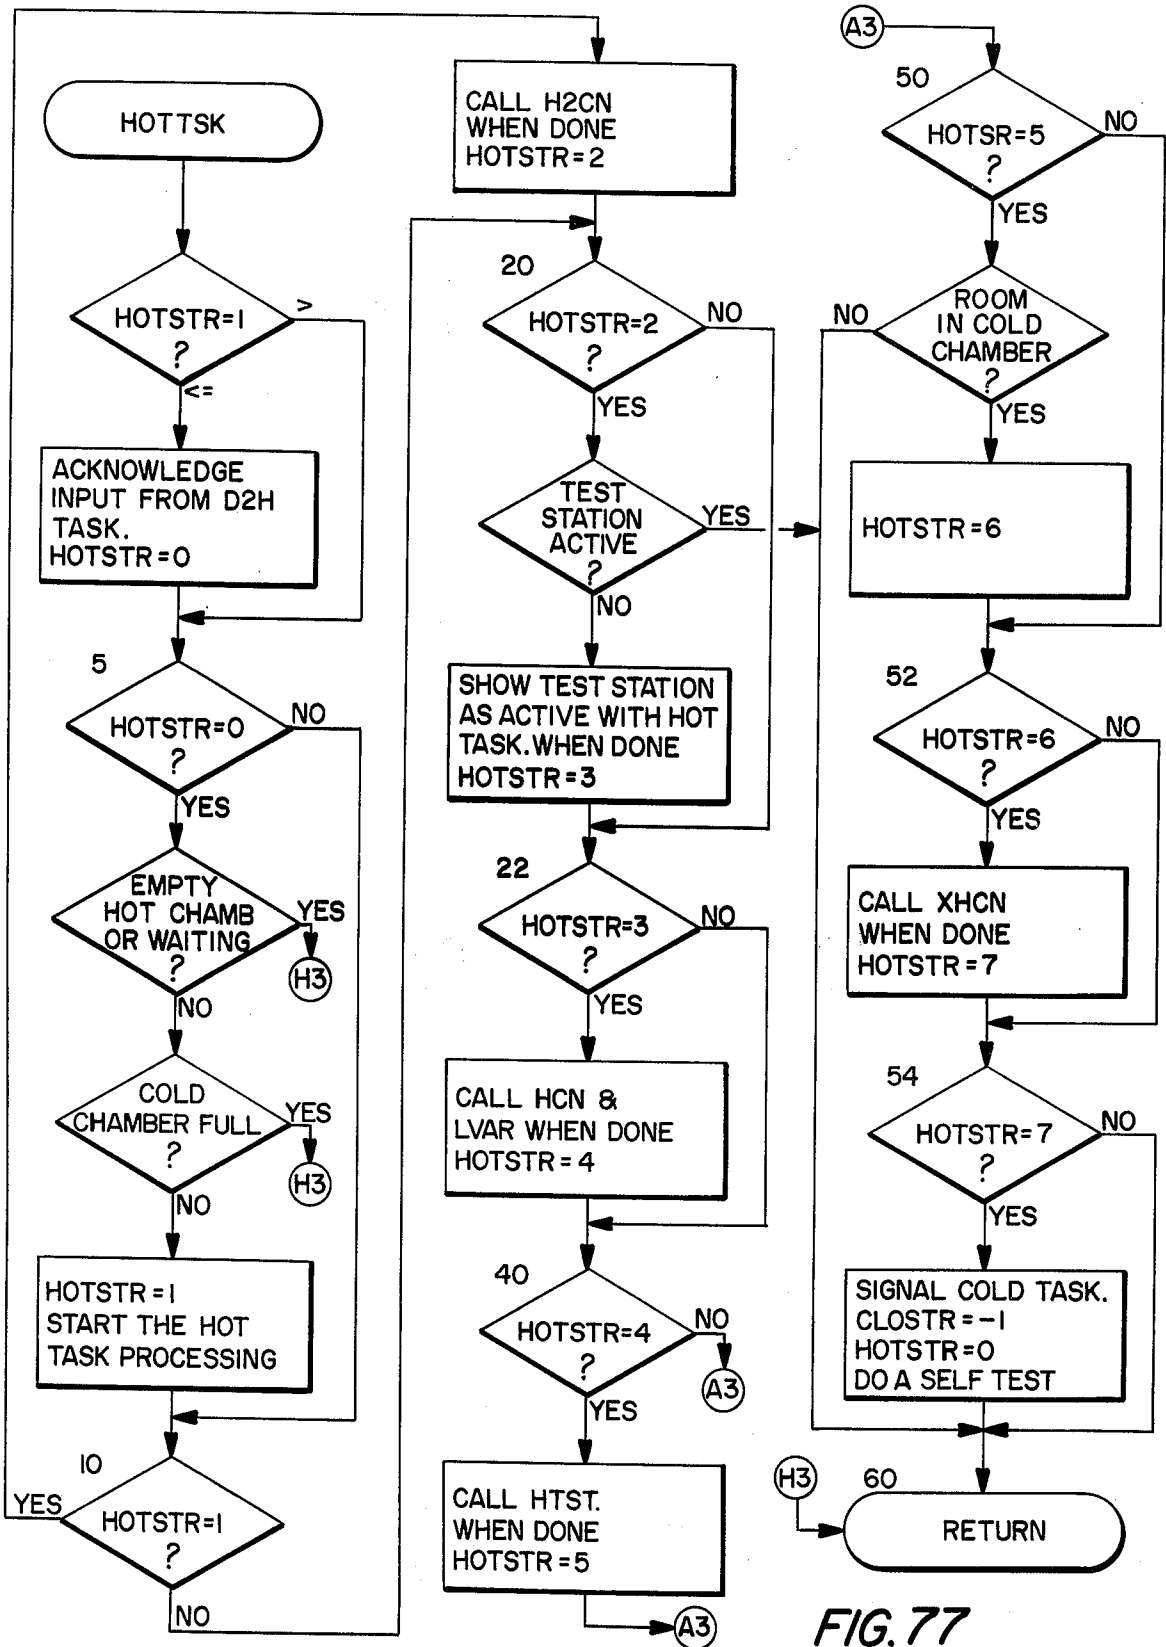 HOTTSK
HOTSTR=1
?
>
<=
ACKNOWLEDGE
INPUT FROM D2H
TASK.
HOTSTR=0
5
HOTSTR=0
?
NO
YES
EMPTY
HOT CHAMB
OR WAITING
?
YES
H3
NO
COLD
CHAMBER FULL
?
YES
H3
NO
HOTSTR=1
START THE HOT
TASK PROCESSING
10
YES
HOTSTR=1
?
NO
CALL H2CN
WHEN DONE
HOTSTR=2
20
HOTSTR=2
?
NO
YES
TEST
STATION
ACTIVE
?
YES
NO
SHOW TEST STATION
AS ACTIVE WITH HOT
TASK. WHEN DONE
HOTSTR=3
22
HOTSTR=3
?
NO
YES
CALL HCN &
LVAR WHEN DONE
HOTSTR=4
40
HOTSTR=4
?
NO
A3
YES
CALL HTST.
WHEN DONE
HOTSTR=5
A3
A3
50
HOTSR=5
?
NO
YES
ROOM
IN COLD
CHAMBER
?
NO
YES
HOTSTR=6
52
HOTSTR=6
?
NO
YES
CALL XHCN
WHEN DONE
HOTSTR=7
54
HOTSTR=7
?
NO
YES
SIGNAL COLD TASK.
CLOSTR=-1
HOTSTR=0
DO A SELF TEST
H3
60
RETURN
FIG. 77